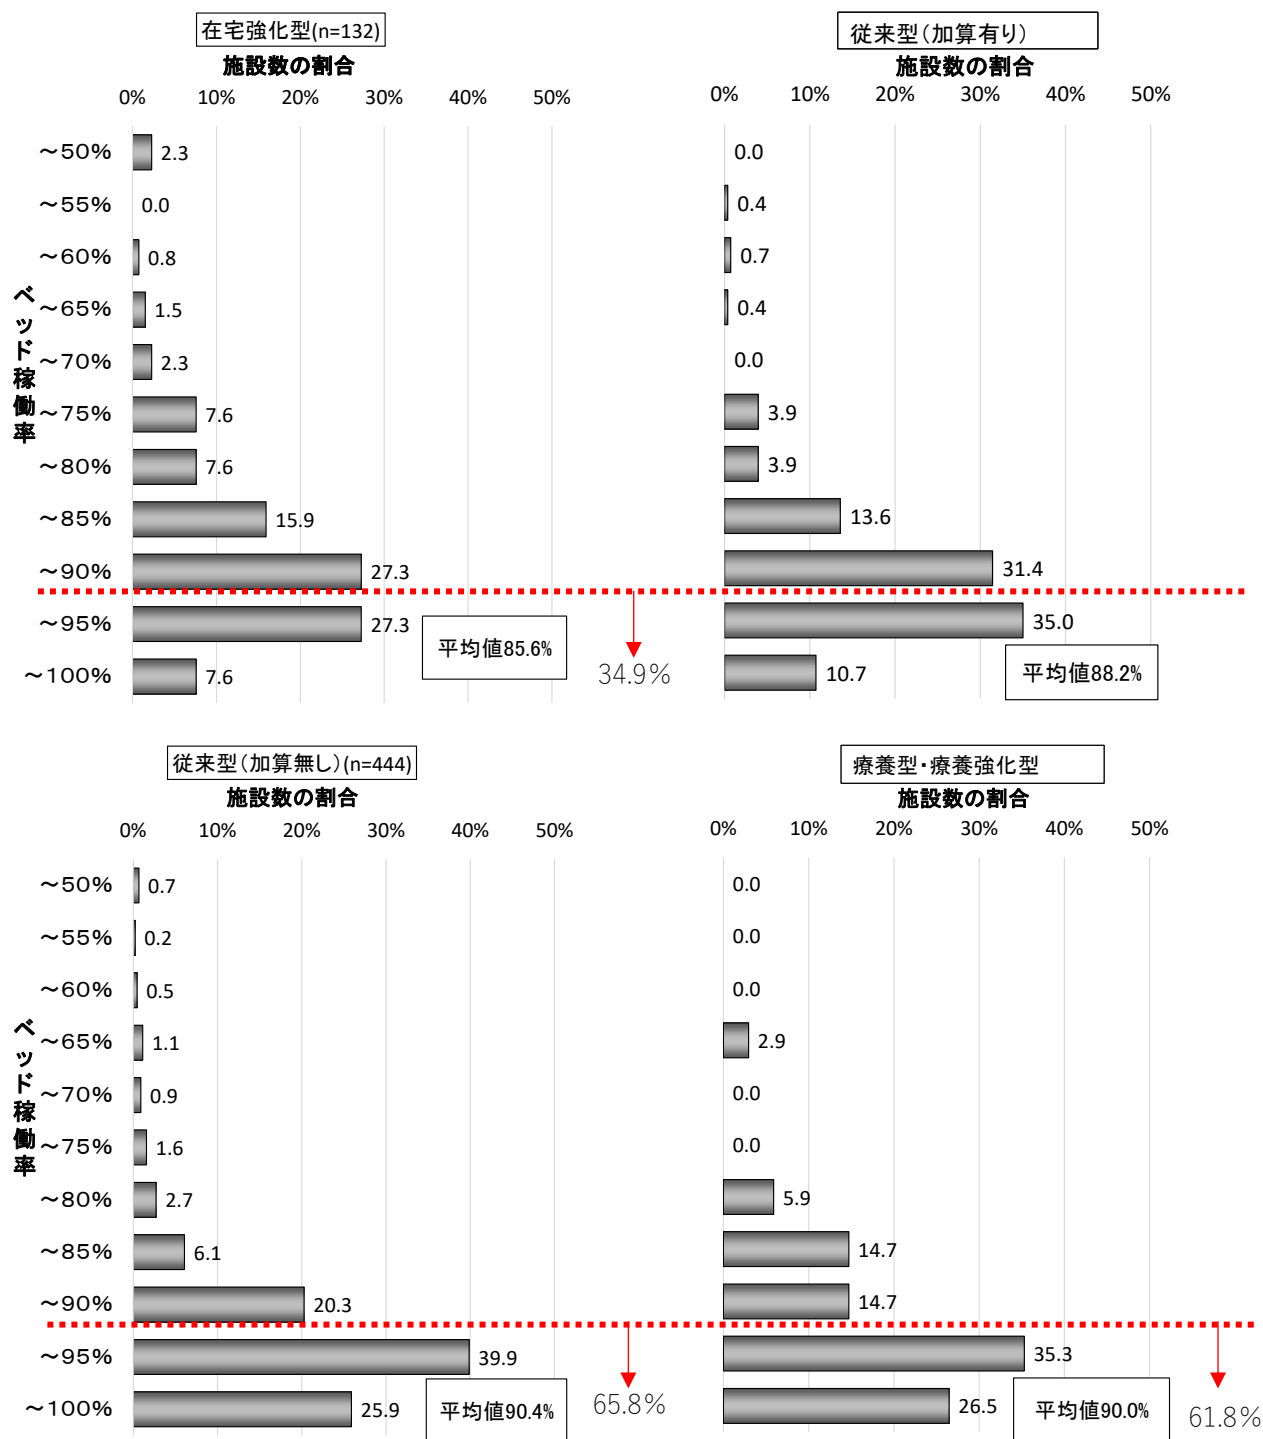 在宅強化型(n=132)
施設数の割合
0% 10% 20% 30% 40% 50%
ベッド稼働率
～50% 2.3
～55% 0.0
～60% 0.8
～65% 1.5
～70% 2.3
～75% 7.6
～80% 7.6
～85% 15.9
～90% 27.3
～95% 27.3
～100% 7.6
平均値85.6%
34.9%
従来型（加算有り）
施設数の割合
0% 10% 20% 30% 40% 50%
0.0
0.4
0.7
0.4
0.0
3.9
3.9
13.6
31.4
35.0
10.7
平均値88.2%
従来型（加算無し）(n=444)
施設数の割合
0% 10% 20% 30% 40% 50%
ベッド稼働率
～50% 0.7
～55% 0.2
～60% 0.5
～65% 1.1
～70% 0.9
～75% 1.6
～80% 2.7
～85% 6.1
～90% 20.3
～95% 39.9
～100% 25.9
平均値90.4%
65.8%
療養型・療養強化型
施設数の割合
0% 10% 20% 30% 40% 50%
0.0
0.0
0.0
2.9
0.0
0.0
5.9
14.7
14.7
35.3
26.5
平均値90.0%
61.8%